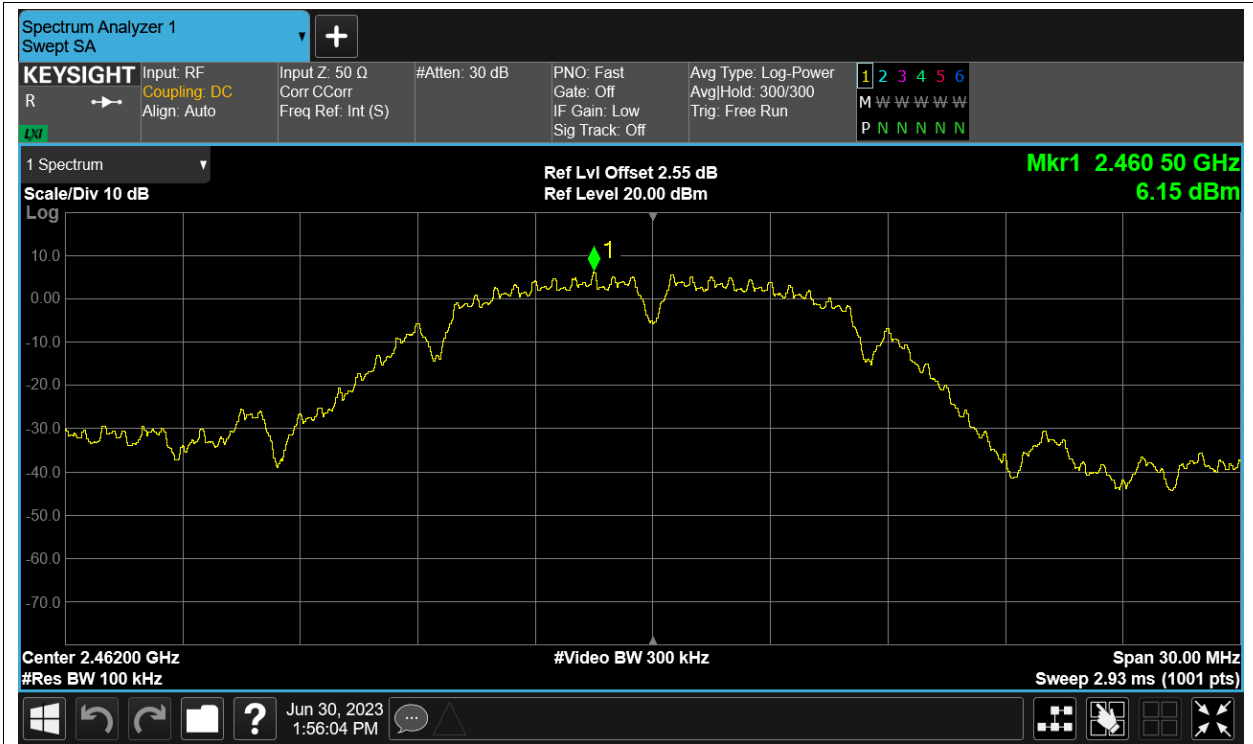 Spectrum Analyzer 1
Swept SA
KEYSIGHT
R
LXI
Input: RF
Coupling: DC
Align: Auto
Input Z: 50 Ω
Corr CCorr
Freq Ref: Int (S)
#Atten: 30 dB
PNO: Fast
Gate: Off
IF Gain: Low
Sig Track: Off
Avg Type: Log-Power
Avg|Hold: 300/300
Trig: Free Run
1 2 3 4 5 6
M W W W W W
P N N N N N
1 Spectrum
Scale/Div 10 dB
Log
Ref Lvl Offset 2.55 dB
Ref Level 20.00 dBm
Mkr1 2.460 50 GHz
6.15 dBm
1
10.0
0.00
-10.0
-20.0
-30.0
-40.0
-50.0
-60.0
-70.0
Center 2.46200 GHz
#Video BW 300 kHz
Span 30.00 MHz
#Res BW 100 kHz
Sweep 2.93 ms (1001 pts)
?
Jun 30, 2023
1:56:04 PM